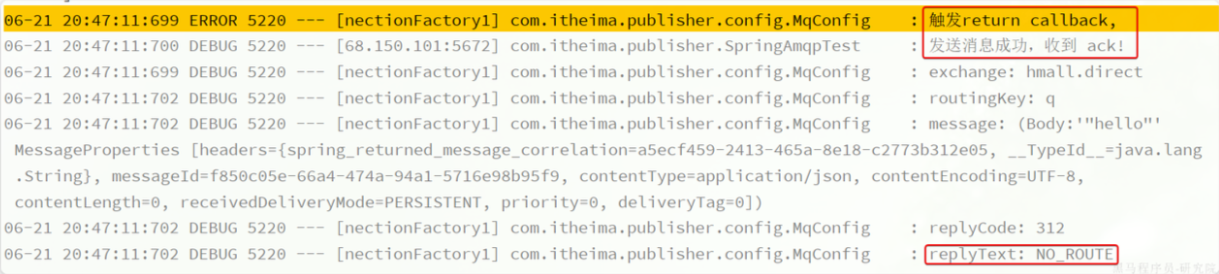 06-21 20:47:11:699 ERROR 5220 --- [nectionFactory1] com.itheima.publisher.config.MqConfig : 触发return callback,
06-21 20:47:11:700 DEBUG 5220 --- [68.150.101:5672] com.itheima.publisher.SpringAmqpTest : 发送消息成功，收到 ack!
06-21 20:47:11:699 DEBUG 5220 --- [nectionFactory1] com.itheima.publisher.config.MqConfig : exchange: hmall.direct
06-21 20:47:11:702 DEBUG 5220 --- [nectionFactory1] com.itheima.publisher.config.MqConfig : routingKey: q
06-21 20:47:11:702 DEBUG 5220 --- [nectionFactory1] com.itheima.publisher.config.MqConfig : message: (Body:'"hello"'
MessageProperties [headers={spring_returned_message_correlation=a5ecf459-2413-465a-8e18-c2773b312e05, __TypeId__=java.lang
.String}, messageId=f850c05e-66a4-474a-94a1-5716e98b95f9, contentType=application/json, contentEncoding=UTF-8,
contentLength=0, receivedDeliveryMode=PERSISTENT, priority=0, deliveryTag=0])
06-21 20:47:11:702 DEBUG 5220 --- [nectionFactory1] com.itheima.publisher.config.MqConfig : replyCode: 312
06-21 20:47:11:702 DEBUG 5220 --- [nectionFactory1] com.itheima.publisher.config.MqConfig : replyText: NO_ROUTE
黑马程序员-研究院